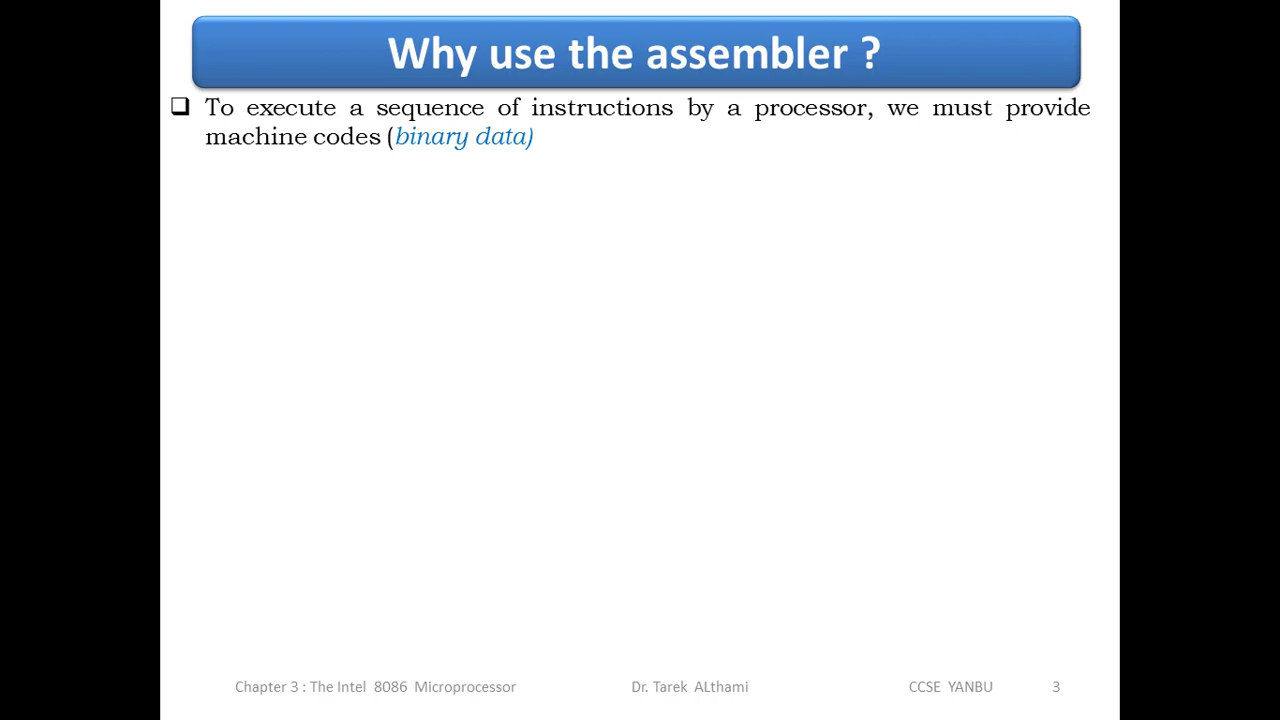 Why use the assembler ?
❑ To execute a sequence of instructions by a processor, we must provide
machine codes (binary data)
Chapter 3 : The Intel 8086 Microprocessor Dr. Tarek ALthami CCSE YANBU 3